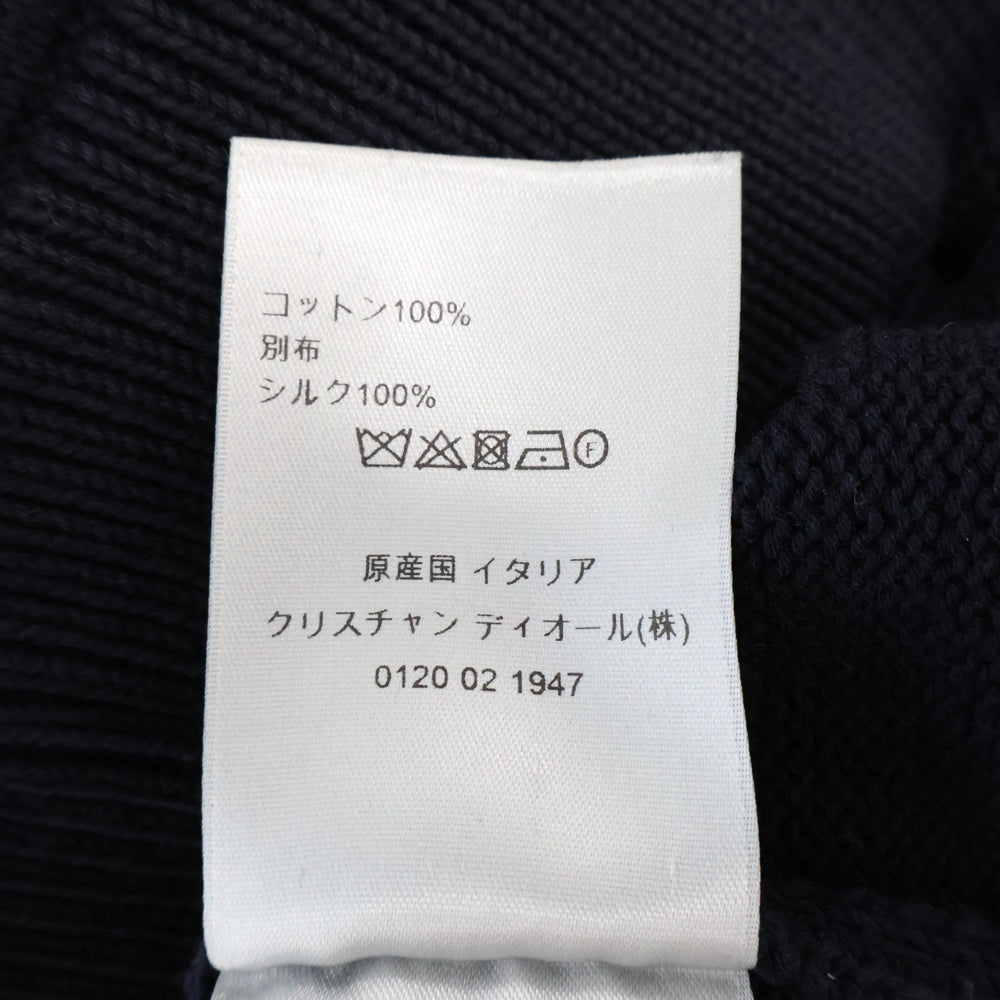 コットン100%
別布
シルク100%
F
原産国 イタリア
クリスチャン ディオール(株)
0120 02 1947